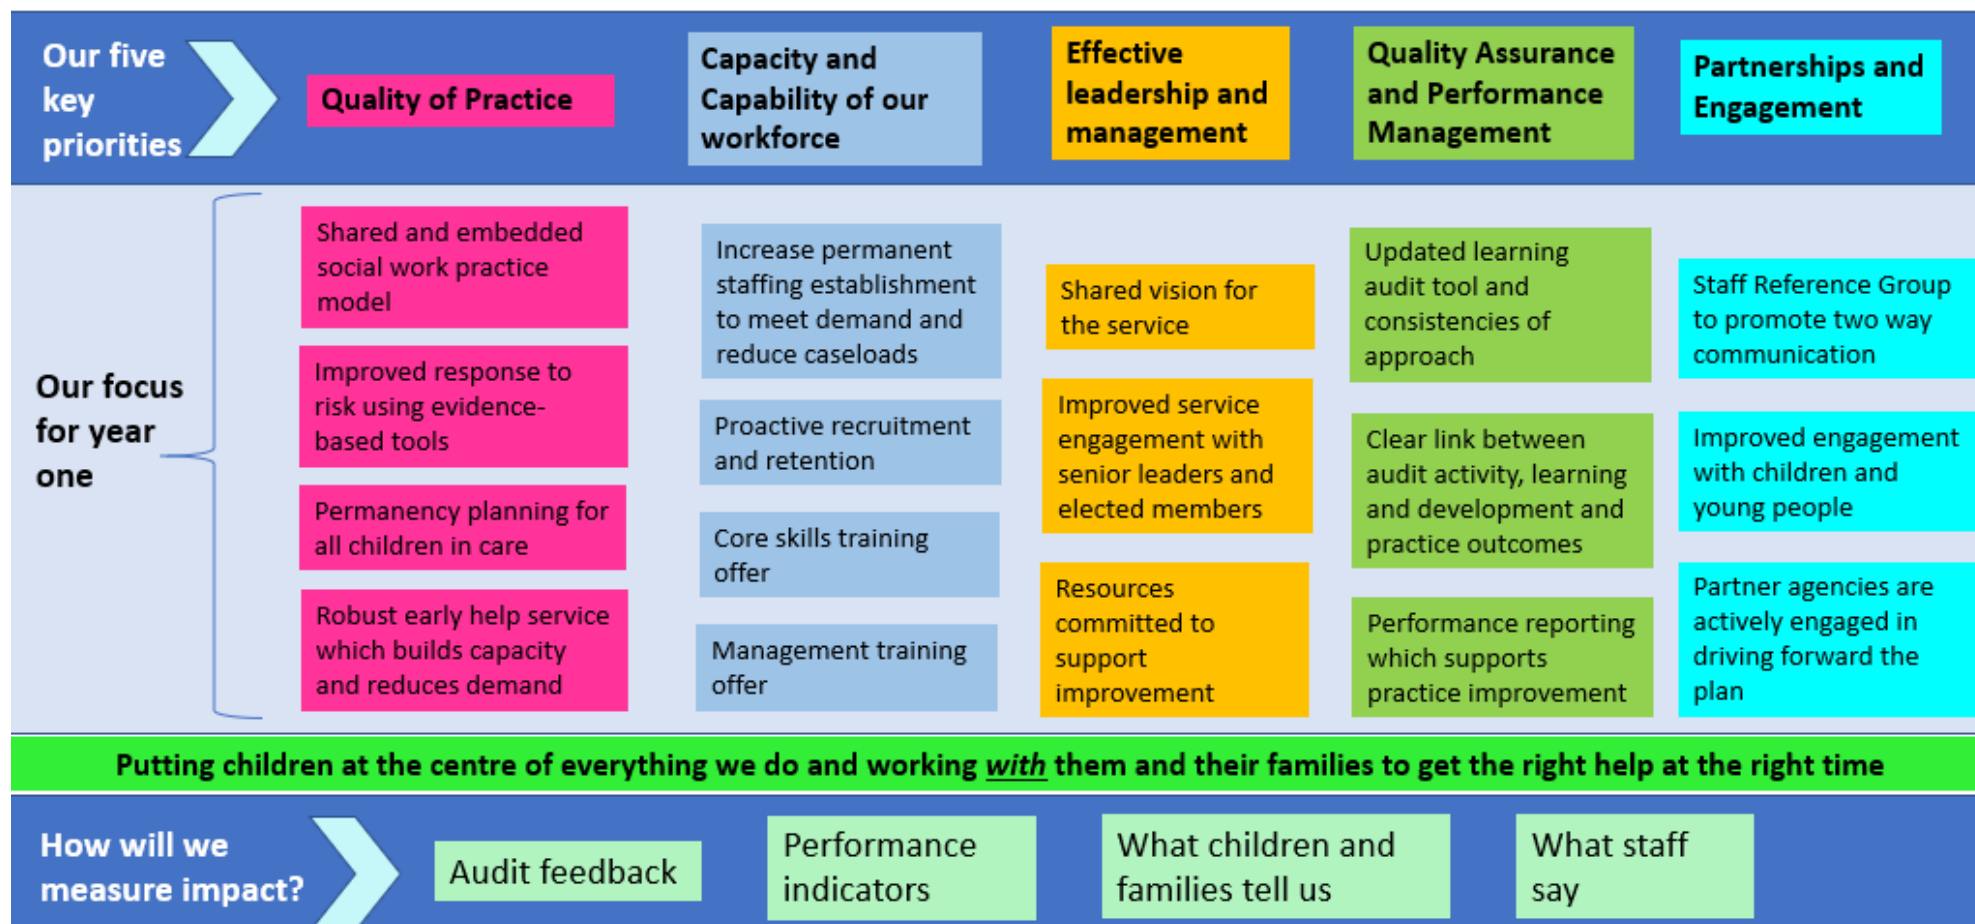 Our five
key
priorities
Quality of Practice
Capacity and
Capability of our
workforce
Effective
leadership and
management
Quality Assurance
and Performance
Management
Partnerships and
Engagement
Our focus
for year
one
Shared and embedded
social work practice
model
Improved response to
risk using evidence-
based tools
Permanency planning for
all children in care
Robust early help service
which builds capacity
and reduces demand
Increase permanent
staffing establishment
to meet demand and
reduce caseloads
Proactive recruitment
and retention
Core skills training
offer
Management training
offer
Shared vision for
the service
Improved service
engagement with
senior leaders and
elected members
Resources
committed to
support
improvement
Updated learning
audit tool and
consistencies of
approach
Clear link between
audit activity, learning
and development and
practice outcomes
Performance reporting
which supports
practice improvement
Staff Reference Group
to promote two way
communication
Improved engagement
with children and
young people
Partner agencies are
actively engaged in
driving forward the
plan
Putting children at the centre of everything we do and working with them and their families to get the right help at the right time
How will we
measure impact?
Audit feedback
Performance
indicators
What children and
families tell us
What staff
say